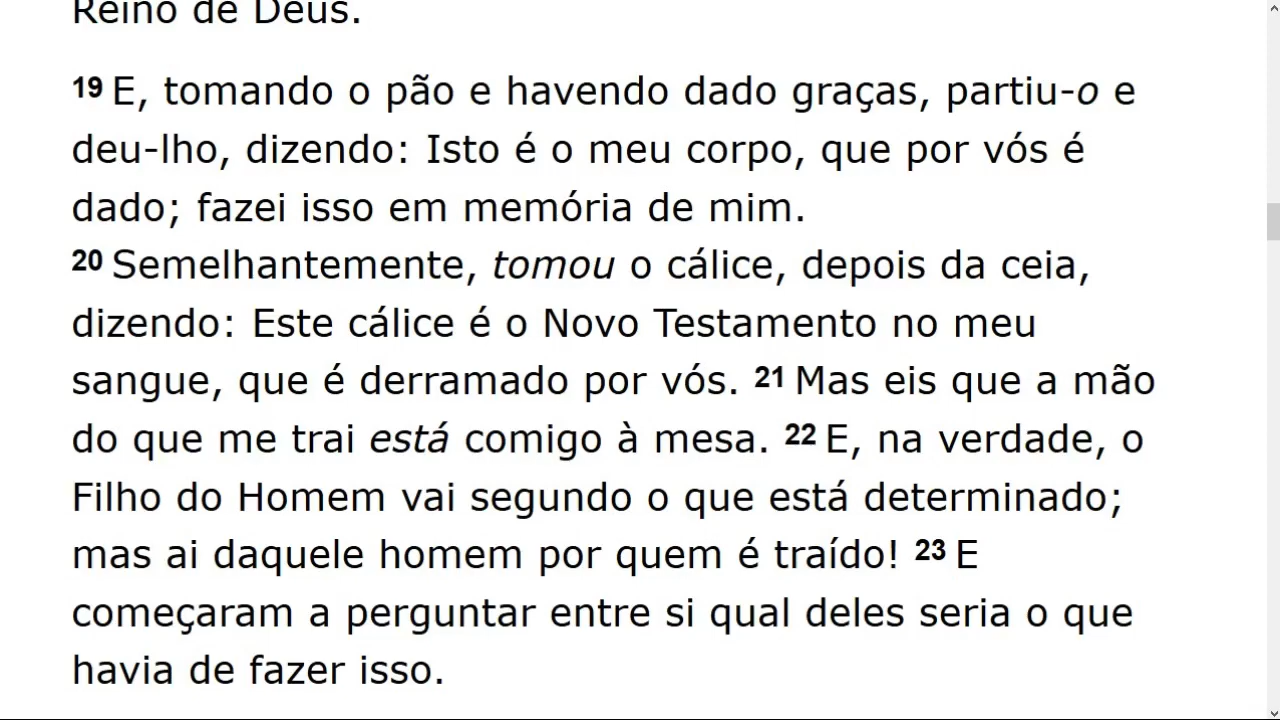 Reino de Deus.
19 E, tomando o pão e havendo dado graças, partiu-o e
deu-lho, dizendo: Isto é o meu corpo, que por vós é
dado; fazei isso em memória de mim.
20 Semelhantemente, tomou o cálice, depois da ceia,
dizendo: Este cálice é o Novo Testamento no meu
sangue, que é derramado por vós. 21 Mas eis que a mão
do que me trai está comigo à mesa. 22 E, na verdade, o
Filho do Homem vai segundo o que está determinado;
mas ai daquele homem por quem é traído! 23 E
começaram a perguntar entre si qual deles seria o que
havia de fazer isso.